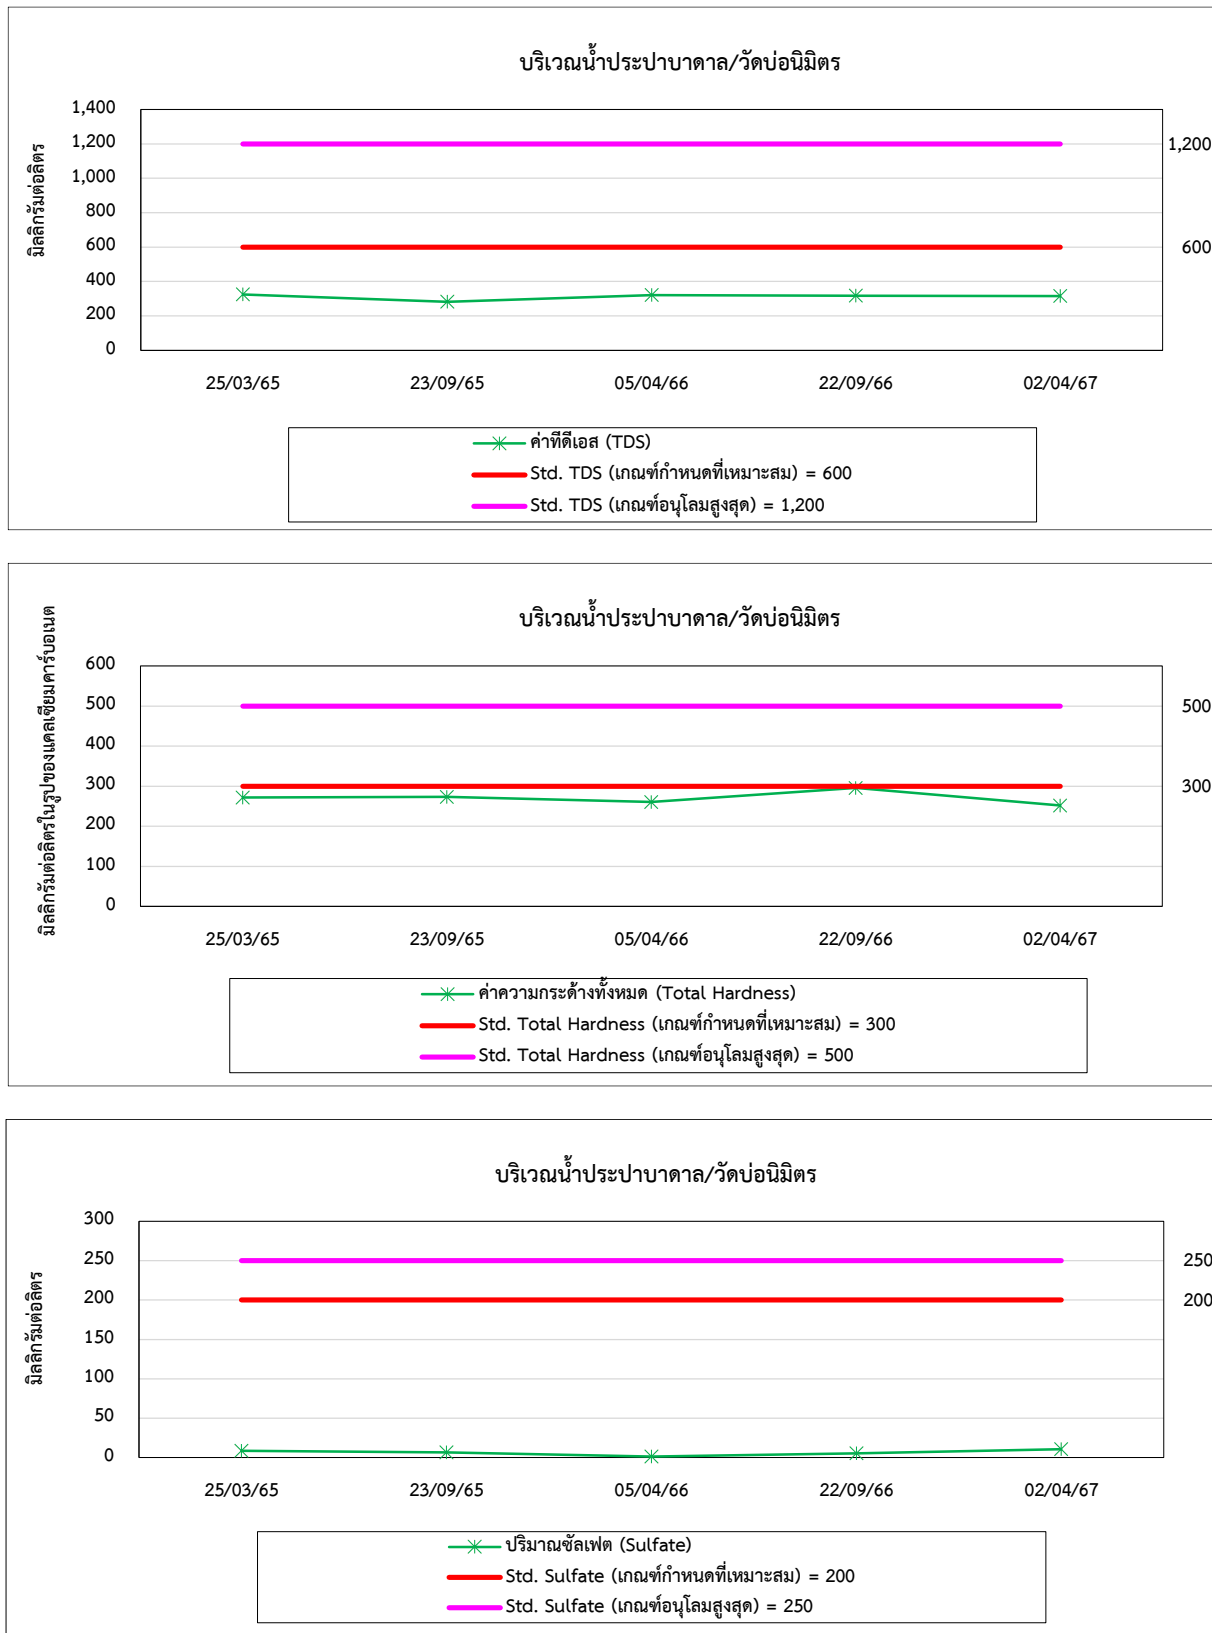 บริเวณน้ำประปาบาดาล/วัดบ่อนิมิตร
มิลลิกรัมต่อลิตร
1,400
1,200
1,000
800
600
400
200
0
1,200
600
25/03/65 23/09/65 05/04/66 22/09/66 02/04/67
ค่าทีดีเอส (TDS)
Std. TDS (เกณฑ์กำหนดที่เหมาะสม) = 600
Std. TDS (เกณฑ์อนุโลมสูงสุด) = 1,200
บริเวณน้ำประปาบาดาล/วัดบ่อนิมิตร
มิลลิกรัมต่อลิตรในรูปของแคลเซียมคาร์บอเนต
600
500
400
300
200
100
0
500
300
25/03/65 23/09/65 05/04/66 22/09/66 02/04/67
ค่าความกระด้างทั้งหมด (Total Hardness)
Std. Total Hardness (เกณฑ์กำหนดที่เหมาะสม) = 300
Std. Total Hardness (เกณฑ์อนุโลมสูงสุด) = 500
บริเวณน้ำประปาบาดาล/วัดบ่อนิมิตร
มิลลิกรัมต่อลิตร
300
250
200
150
100
50
0
250
200
25/03/65 23/09/65 05/04/66 22/09/66 02/04/67
ปริมาณซัลเฟต (Sulfate)
Std. Sulfate (เกณฑ์กำหนดที่เหมาะสม) = 200
Std. Sulfate (เกณฑ์อนุโลมสูงสุด) = 250